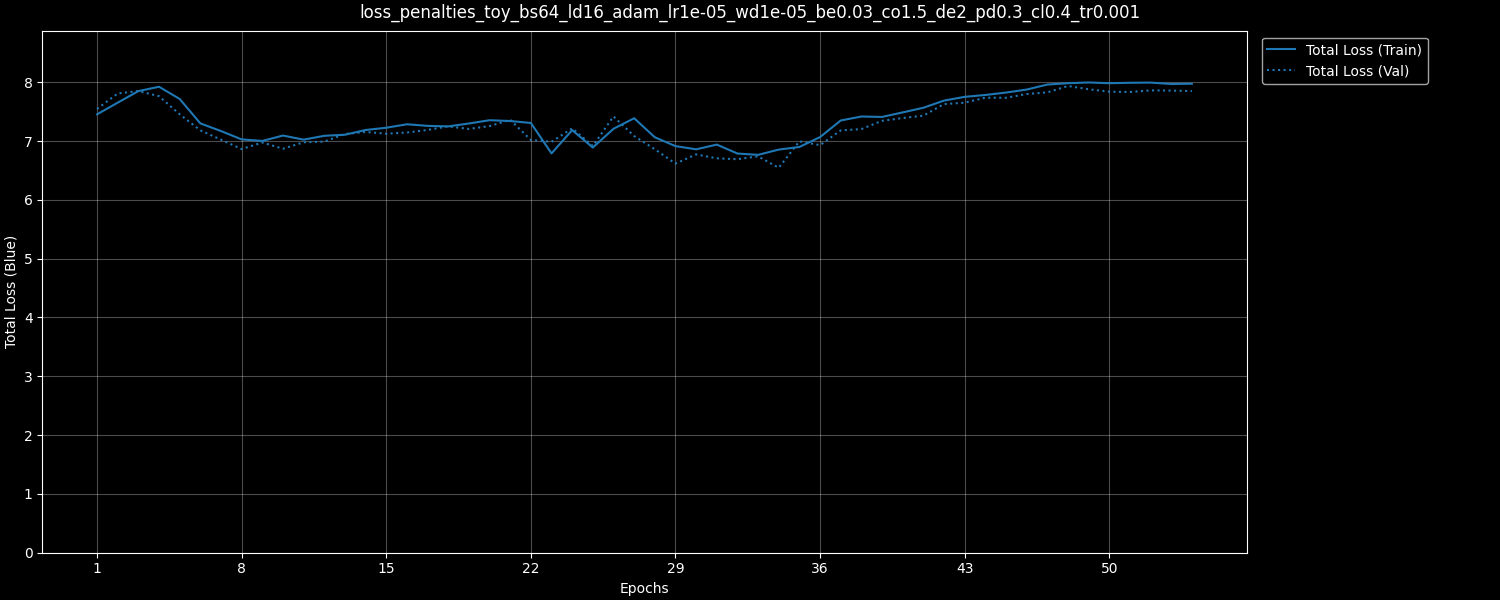 loss_penalties_toy_bs64_ld16_adam_lr1e-05_wd1e-05_be0.03_co1.5_de2_pd0.3_cl0.4_tr0.001
Total Loss (Train)
Total Loss (Val)
Total Loss (Blue)
8
7
6
5
4
3
2
1
0
1 8 15 22 29 36 43 50
Epochs